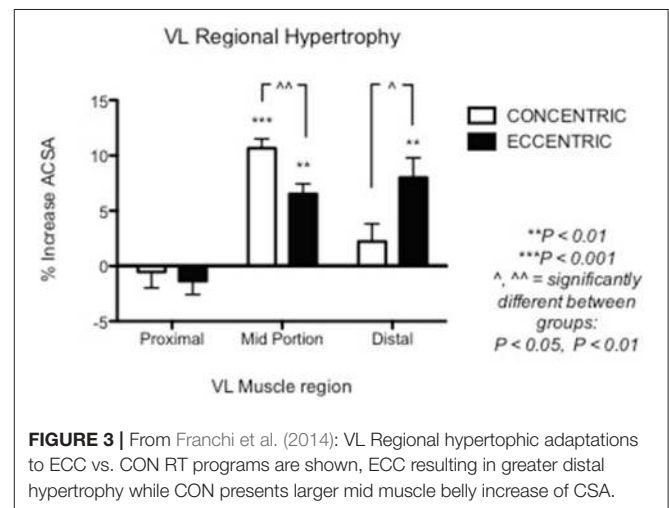 VL Regional Hypertrophy
% Increase ACSA
15
10
5
0
-5
***
^^
**
^
**
CONCENTRIC
ECCENTRIC
**P < 0.01
***P < 0.001
^, ^^ = significantly
different between
groups:
P < 0.05, P < 0.01
Proximal
Mid Portion
Distal
VL Muscle region
FIGURE 3 | From Franchi et al. (2014): VL Regional hypertophic adaptations
to ECC vs. CON RT programs are shown, ECC resulting in greater distal
hypertrophy while CON presents larger mid muscle belly increase of CSA.